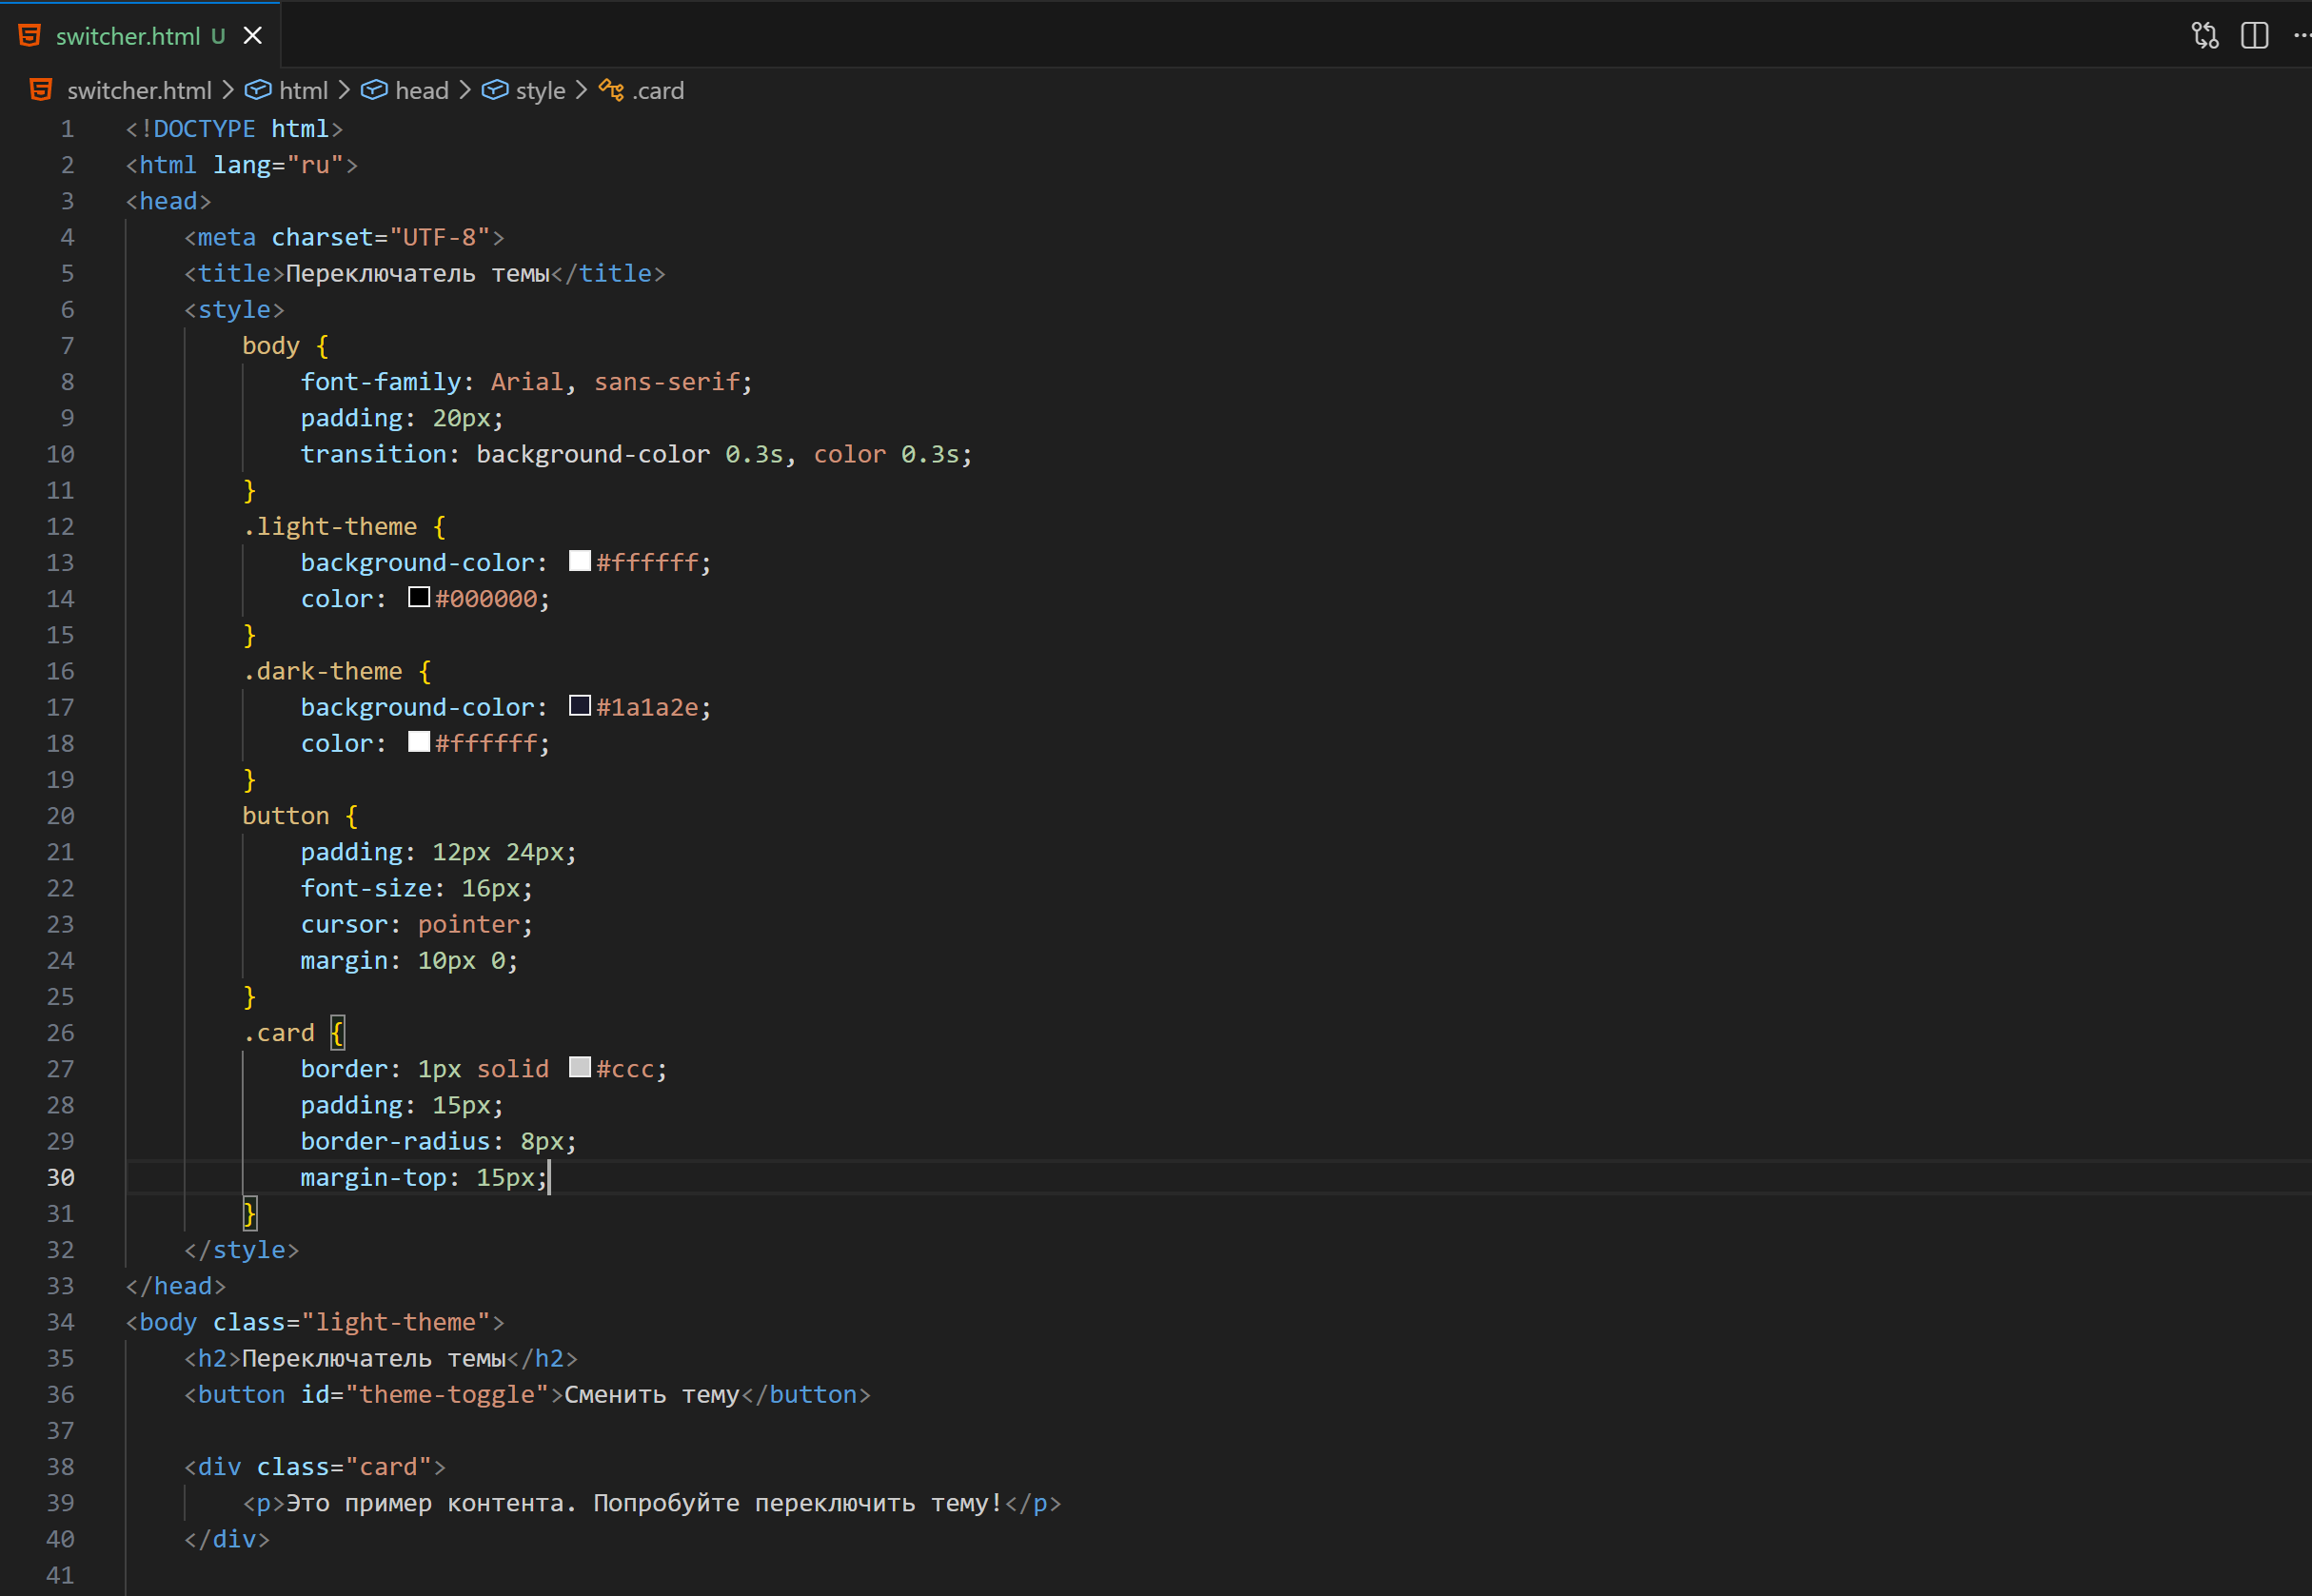 switcher.html U
switcher.html > html > head > style > .card
1 <!DOCTYPE html>
2 <html lang="ru">
3 <head>
4     <meta charset="UTF-8">
5     <title>Переключатель темы</title>
6     <style>
7         body {
8             font-family: Arial, sans-serif;
9             padding: 20px;
10             transition: background-color 0.3s, color 0.3s;
11         }
12         .light-theme {
13             background-color: #ffffff;
14             color: #000000;
15         }
16         .dark-theme {
17             background-color: #1a1a2e;
18             color: #ffffff;
19         }
20         button {
21             padding: 12px 24px;
22             font-size: 16px;
23             cursor: pointer;
24             margin: 10px 0;
25         }
26         .card {
27             border: 1px solid #ccc;
28             padding: 15px;
29             border-radius: 8px;
30             margin-top: 15px;
31         }
32     </style>
33 </head>
34 <body class="light-theme">
35     <h2>Переключатель темы</h2>
36     <button id="theme-toggle">Сменить тему</button>
37
38     <div class="card">
39         <p>Это пример контента. Попробуйте переключить тему!</p>
40     </div>
41